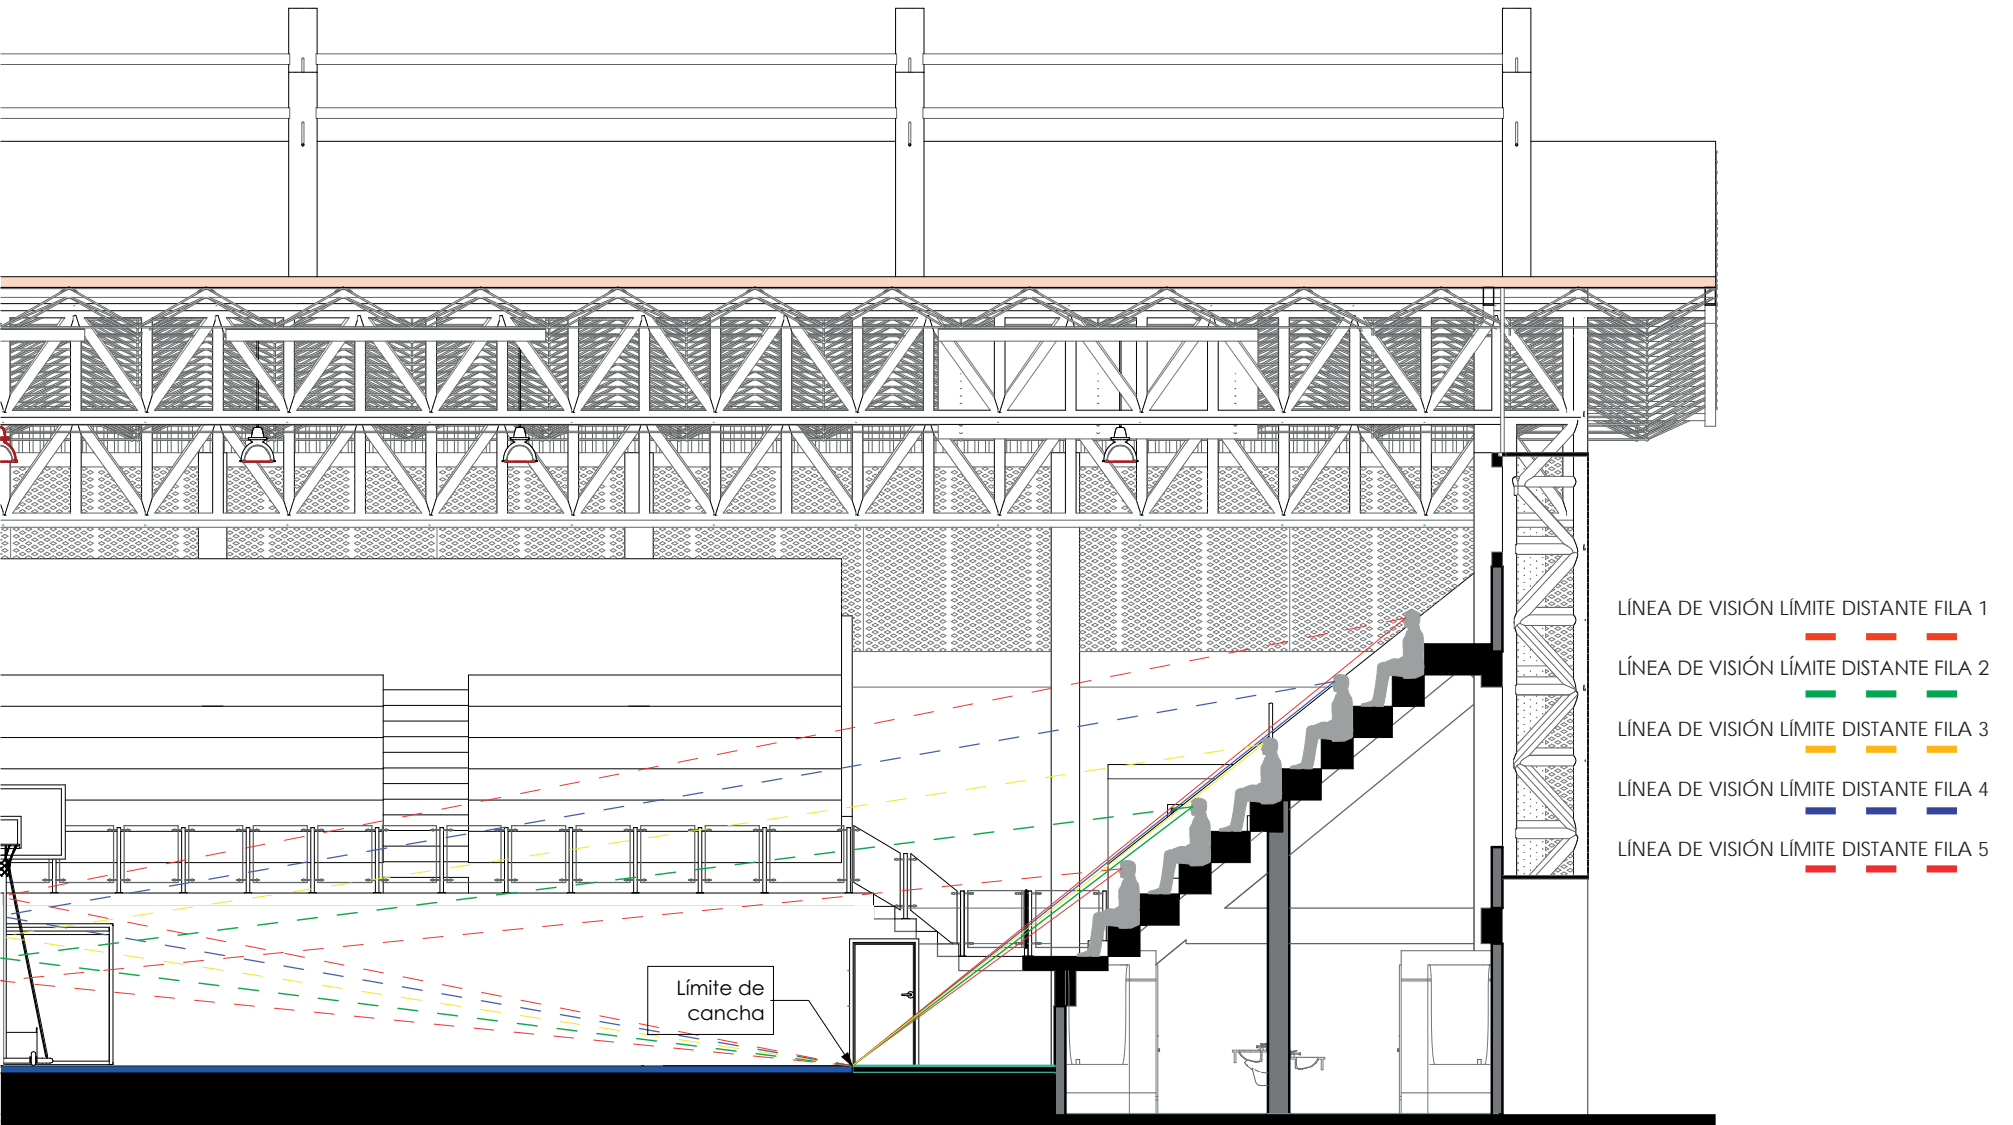 LÍNEA DE VISIÓN LÍMITE DISTANTE FILA 1
LÍNEA DE VISIÓN LÍMITE DISTANTE FILA 2
LÍNEA DE VISIÓN LÍMITE DISTANTE FILA 3
LÍNEA DE VISIÓN LÍMITE DISTANTE FILA 4
LÍNEA DE VISIÓN LÍMITE DISTANTE FILA 5
Límite de
cancha